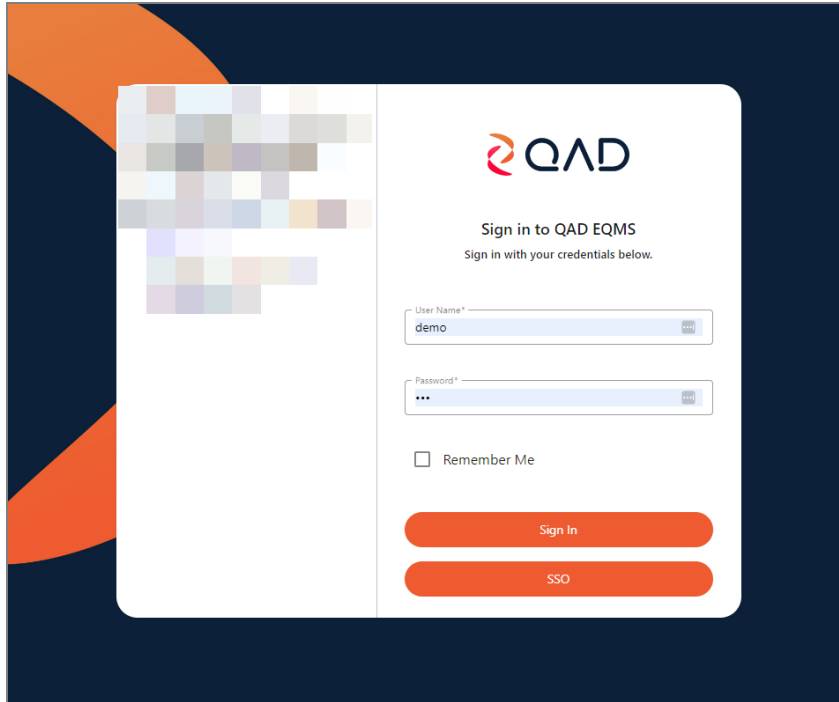 QAD
Sign in to QAD EQMS
Sign in with your credentials below.
User Name*
demo
Password*
•••
Remember Me
Sign In
SSO